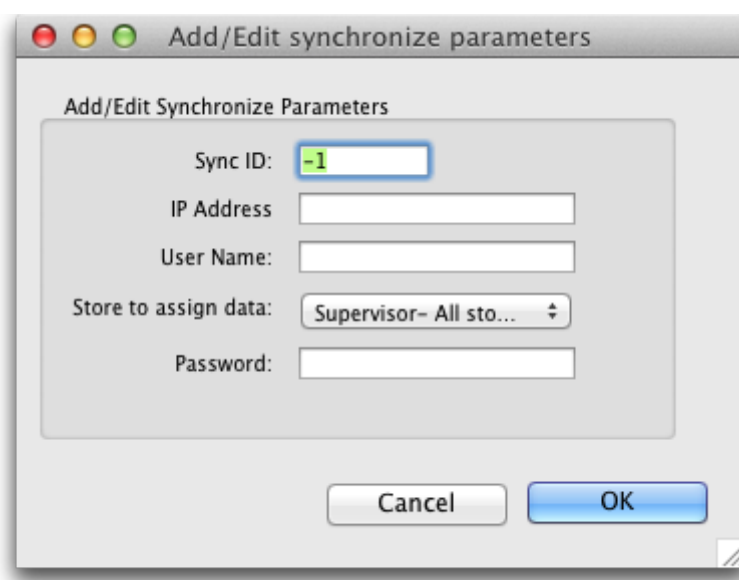 Add/Edit synchronize parameters
Add/Edit Synchronize Parameters
Sync ID: -1
IP Address
User Name:
Store to assign data: Supervisor- All sto...
Password:
Cancel OK